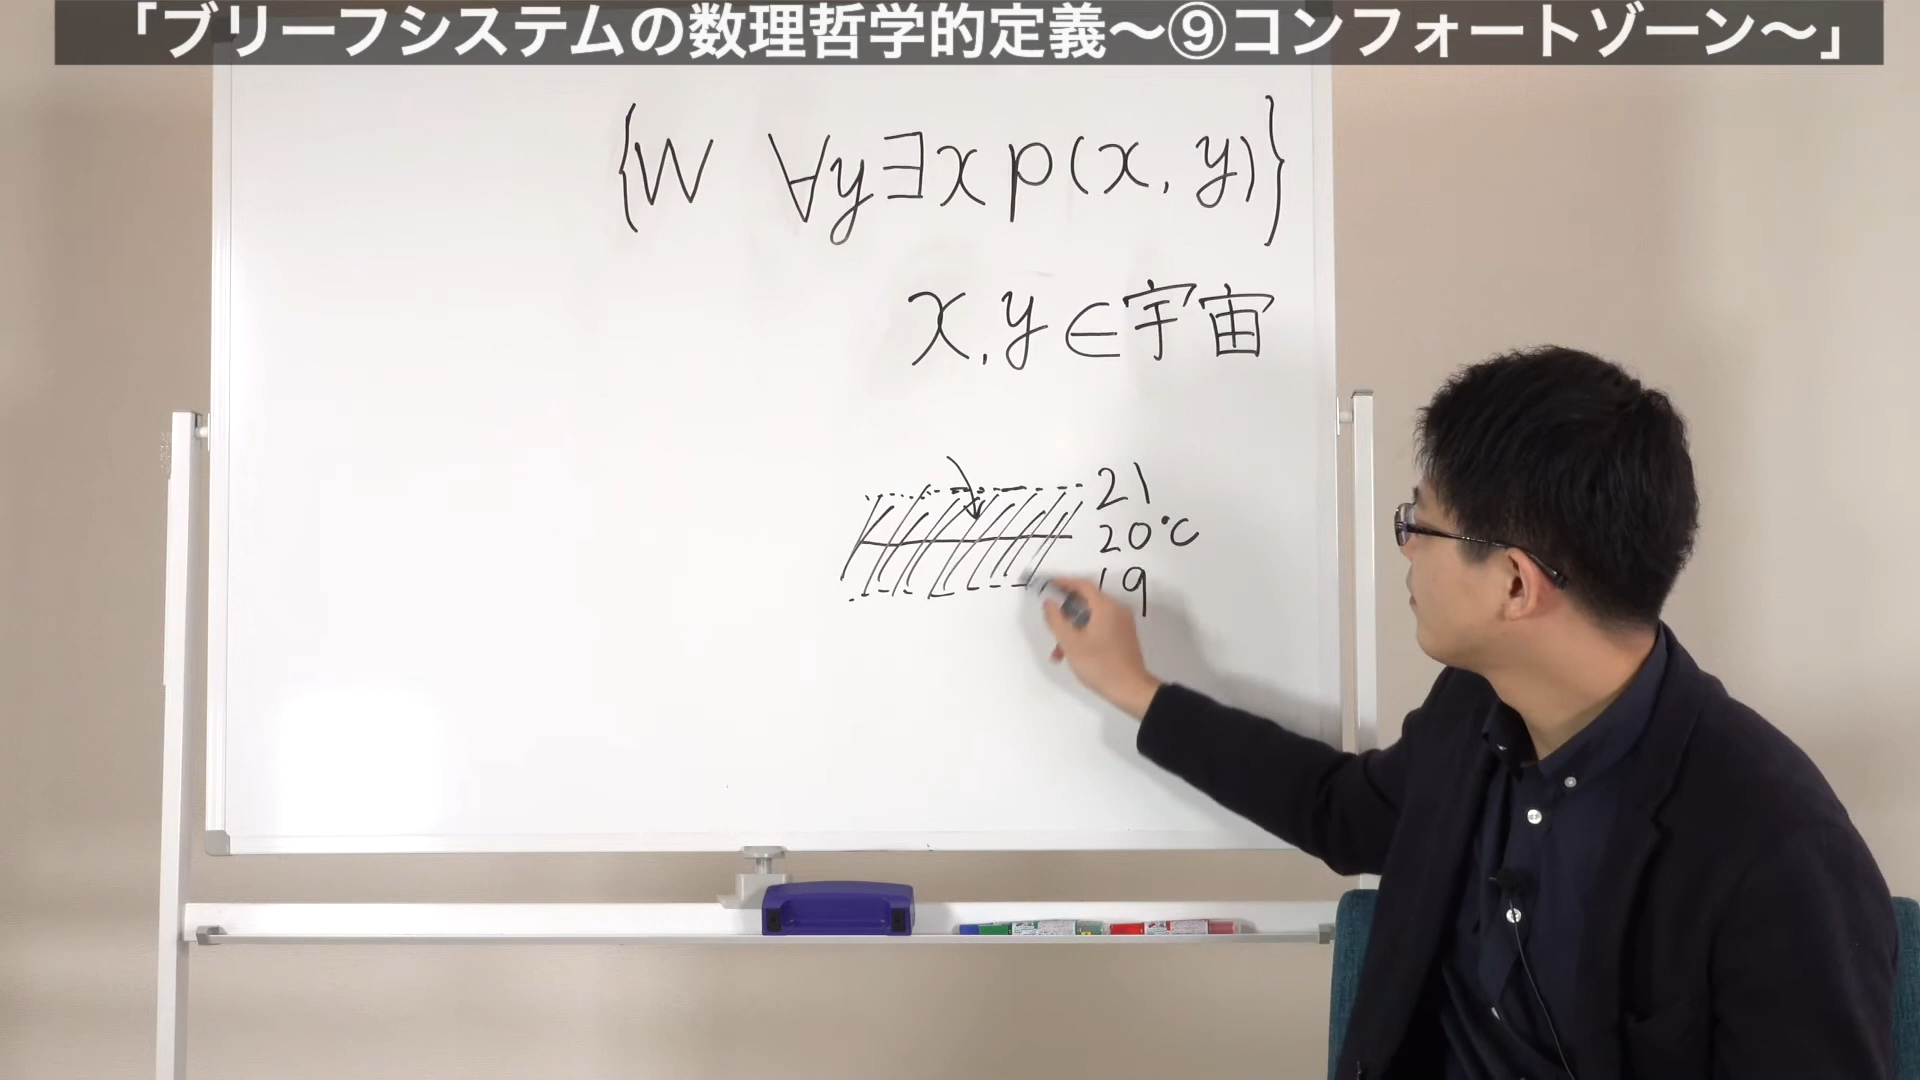 「ブリーフシステムの数理哲学的定義～⑨コンフォートゾーン～」
{W ∀y∃x p(x, y)}
x, y ∈ 宇宙
21
20℃
19